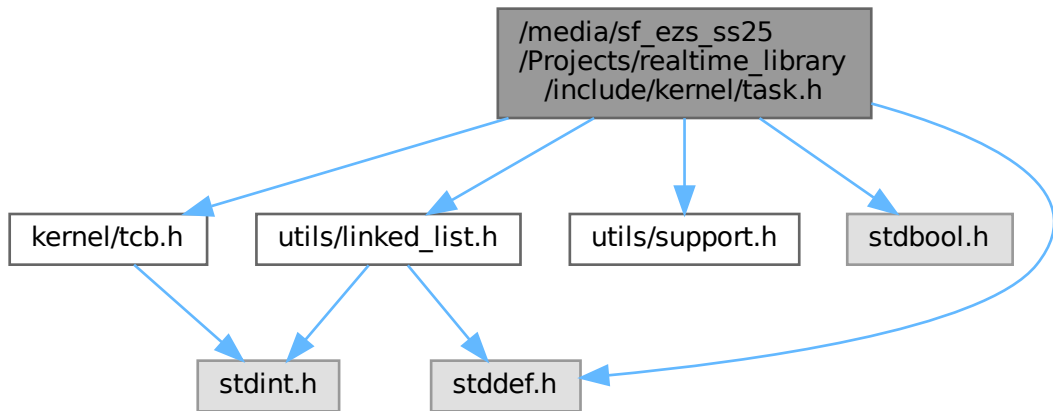 /media/sf_ezs_ss25
/Projects/realtime_library
/include/kernel/task.h
kernel/tcb.h
utils/linked_list.h
utils/support.h
stdbool.h
stdint.h
stddef.h